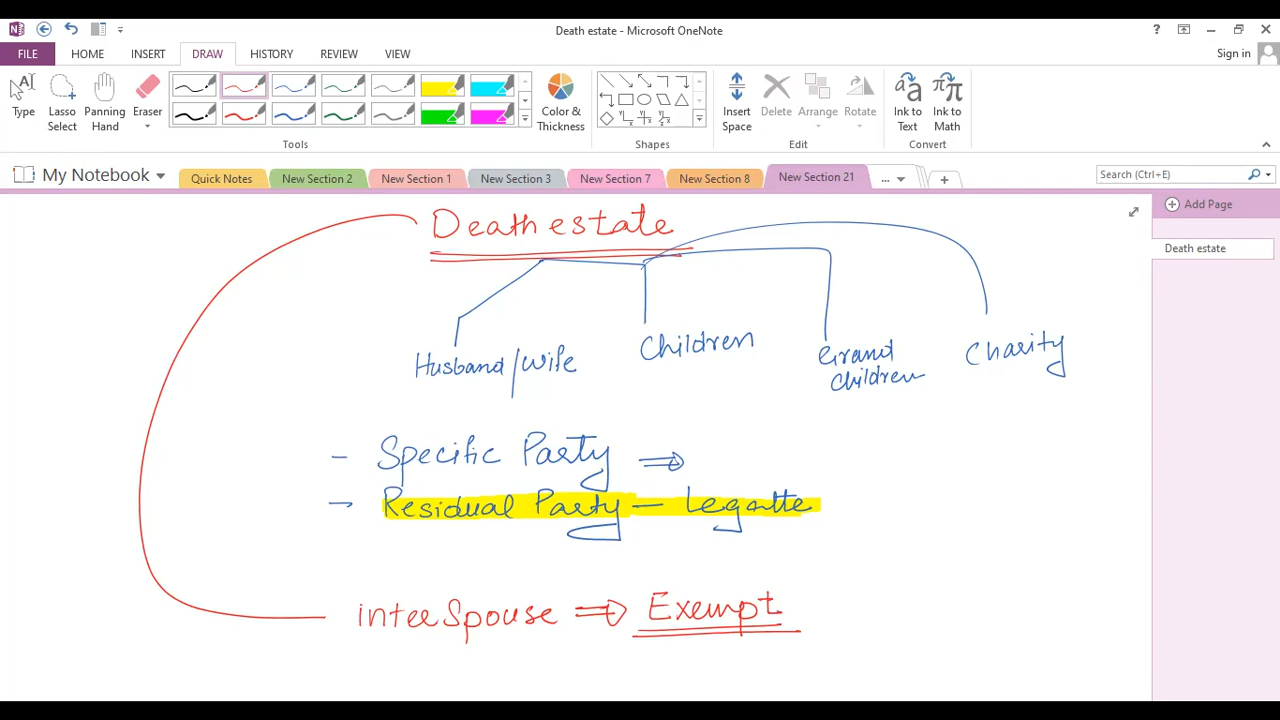 Death estate - Microsoft OneNote
FILE HOME INSERT DRAW HISTORY REVIEW VIEW
Sign in
Type
Lasso Select
Panning Hand
Eraser
Color & Thickness
Insert Space
Delete
Arrange
Rotate
Ink to Text
Ink to Math
Tools
Shapes
Edit
Convert
My Notebook
Quick Notes
New Section 2
New Section 1
New Section 3
New Section 7
New Section 8
New Section 21
...
Search (Ctrl+E)
Add Page
Death estate
Death estate
Husband/Wife
Children
Grand children
Charity
- Specific Party ⇒
- Residual Party — Legatte
interSpouse ⇒ Exempt